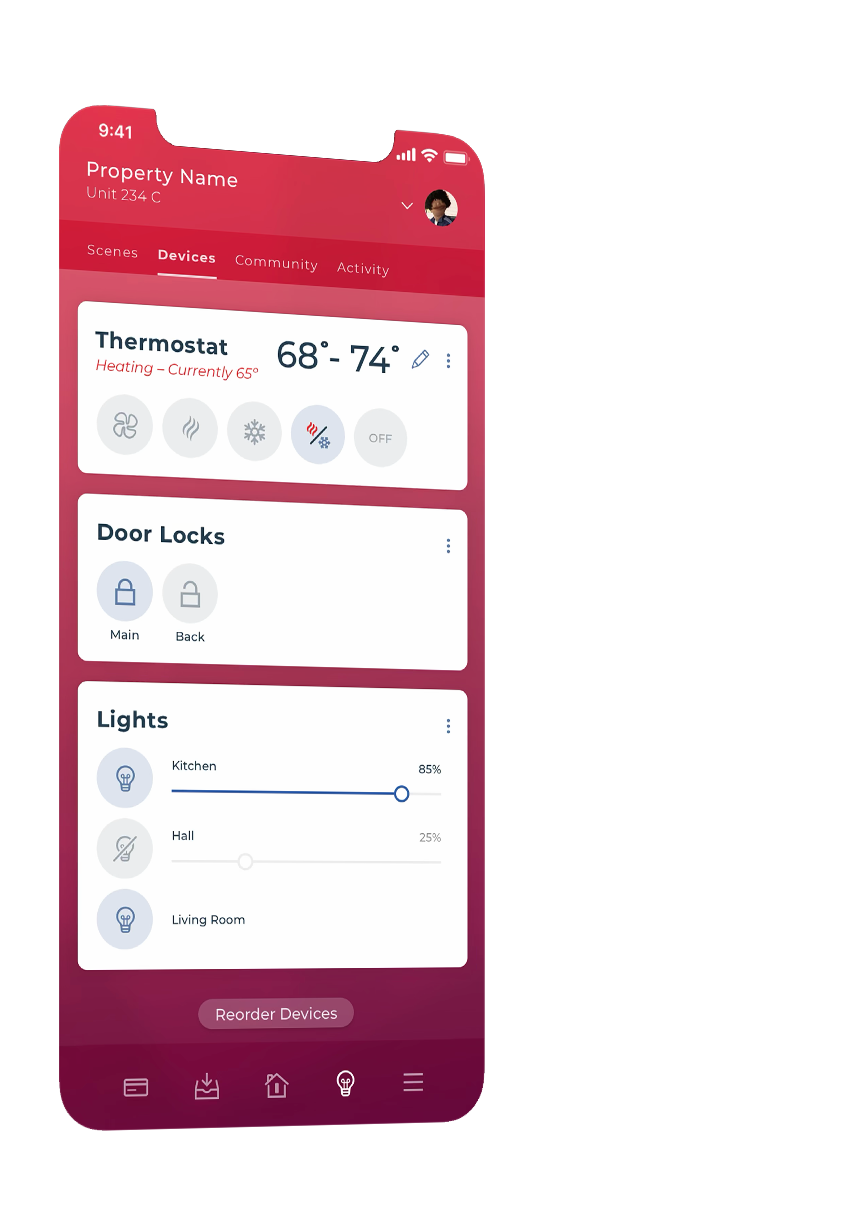 9:41
Property Name
Unit 234 C
Scenes Devices Community Activity
Thermostat 68°- 74°
Heating – Currently 65°
OFF
Door Locks
Main Back
Lights
Kitchen 85%
Hall 25%
Living Room
Reorder Devices